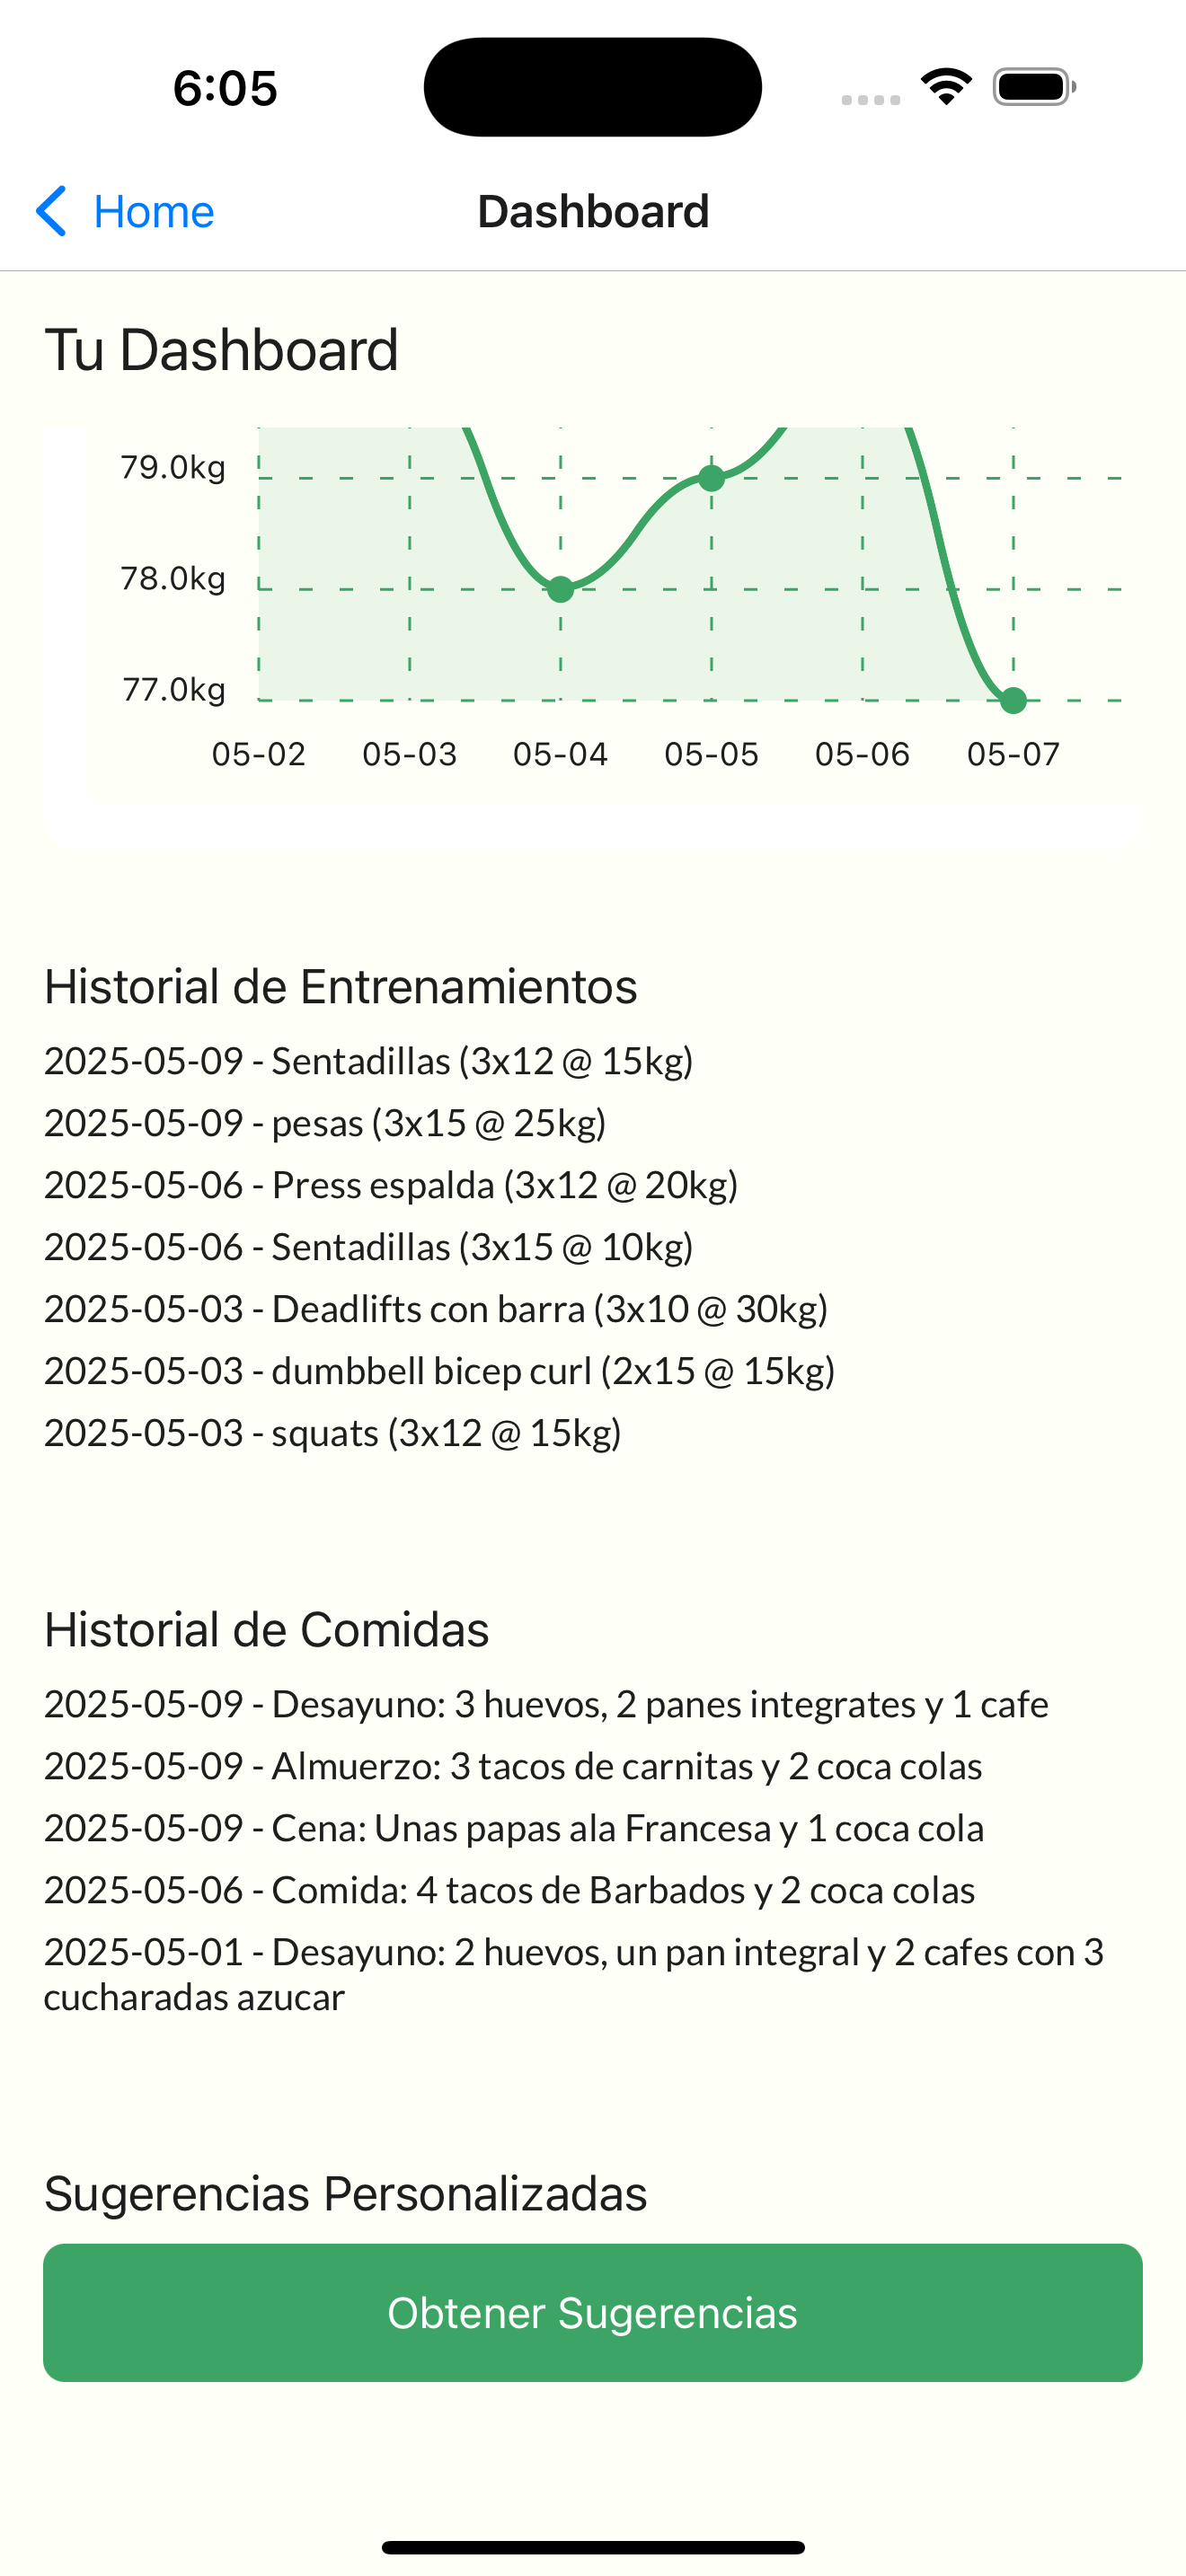 6:05
Home
Dashboard
Tu Dashboard
79.0kg
78.0kg
77.0kg
05-02 05-03 05-04 05-05 05-06 05-07
Historial de Entrenamientos
2025-05-09 - Sentadillas (3x12 @ 15kg)
2025-05-09 - pesas (3x15 @ 25kg)
2025-05-06 - Press espalda (3x12 @ 20kg)
2025-05-06 - Sentadillas (3x15 @ 10kg)
2025-05-03 - Deadlifts con barra (3x10 @ 30kg)
2025-05-03 - dumbbell bicep curl (2x15 @ 15kg)
2025-05-03 - squats (3x12 @ 15kg)
Historial de Comidas
2025-05-09 - Desayuno: 3 huevos, 2 panes integrates y 1 cafe
2025-05-09 - Almuerzo: 3 tacos de carnitas y 2 coca colas
2025-05-09 - Cena: Unas papas ala Francesa y 1 coca cola
2025-05-06 - Comida: 4 tacos de Barbados y 2 coca colas
2025-05-01 - Desayuno: 2 huevos, un pan integral y 2 cafes con 3
cucharadas azucar
Sugerencias Personalizadas
Obtener Sugerencias